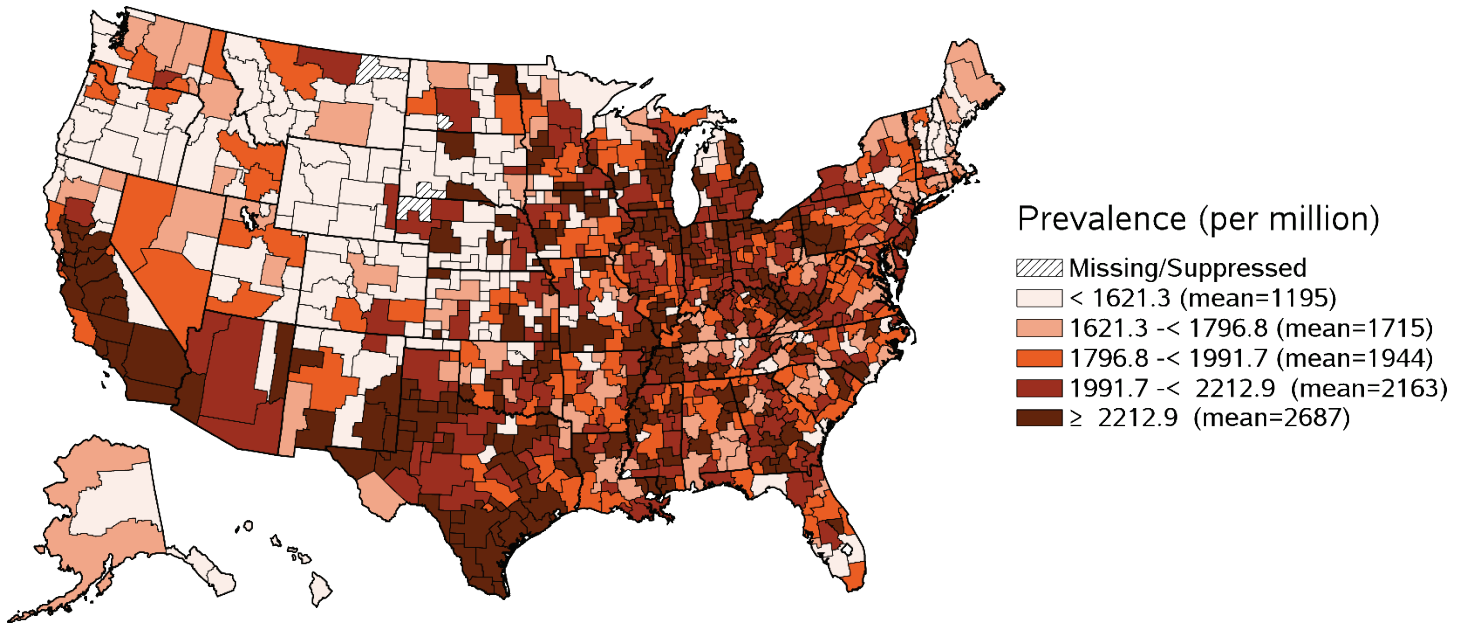 Prevalence (per million)
Missing/Suppressed
< 1621.3 (mean=1195)
1621.3 -< 1796.8 (mean=1715)
1796.8 -< 1991.7 (mean=1944)
1991.7 -< 2212.9 (mean=2163)
≥ 2212.9 (mean=2687)